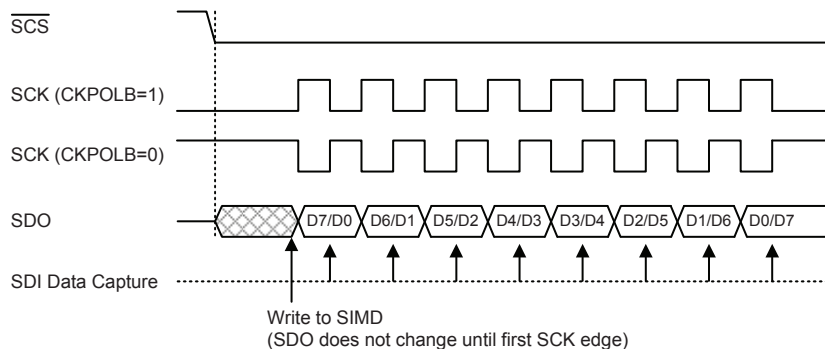 SCS
SCK (CKPOLB=1)
SCK (CKPOLB=0)
SDO
D7/D0 D6/D1 D5/D2 D4/D3 D3/D4 D2/D5 D1/D6 D0/D7
SDI Data Capture
Write to SIMD
(SDO does not change until first SCK edge)